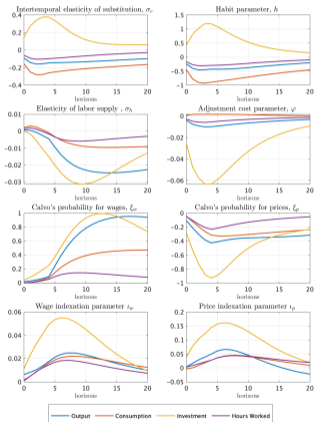 Intertemporal elasticity of substitution, σc
0.4
0.2
0
-0.2
-0.4
0 5 10 15 20
horizons
Habit parameter, h
1.5
1
0.5
0
-0.5
-1
0 5 10 15 20
horizons
Elasticity of labor supply , σh
0.01
0
-0.01
-0.02
-0.03
0 5 10 15 20
horizons
Adjustment cost parameter, φ
0
-0.02
-0.04
-0.06
0 5 10 15 20
horizons
Calvo's probability for wages, ξw
1
0.8
0.6
0.4
0.2
0
0 5 10 15 20
horizons
Calvo's probability for prices, ξp
0
-0.2
-0.4
-0.6
-0.8
-1
0 5 10 15 20
horizons
Wage indexation parameter ιw
0.06
0.04
0.02
0
0 5 10 15 20
horizons
Price indexation parameter ιp
0.2
0.15
0.1
0.05
0
-0.05
0 5 10 15 20
horizons
Output Consumption Investment Hours Worked